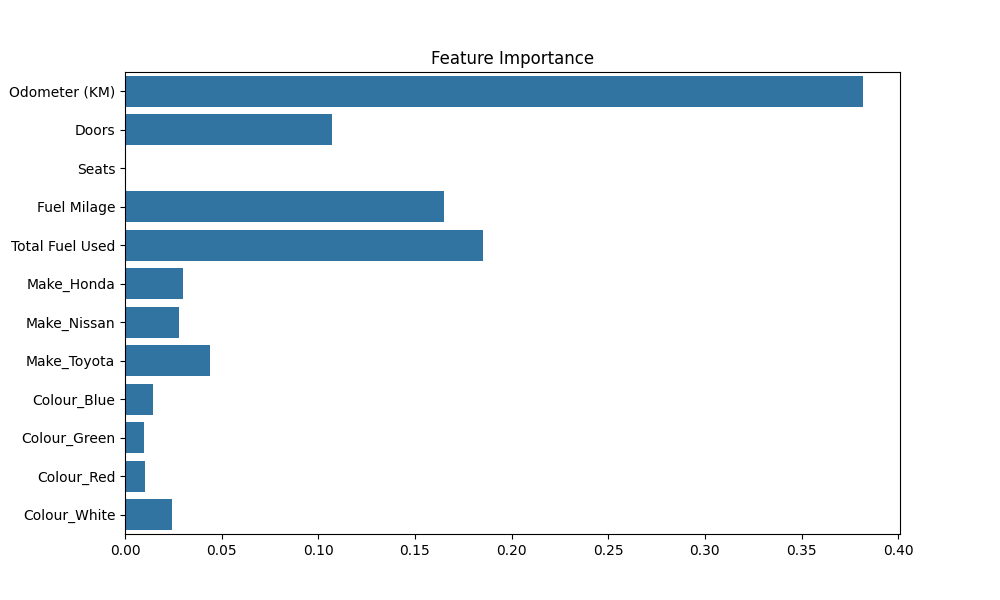 Feature Importance
Odometer (KM)
Doors
Seats
Fuel Milage
Total Fuel Used
Make_Honda
Make_Nissan
Make_Toyota
Colour_Blue
Colour_Green
Colour_Red
Colour_White
0.00 0.05 0.10 0.15 0.20 0.25 0.30 0.35 0.40